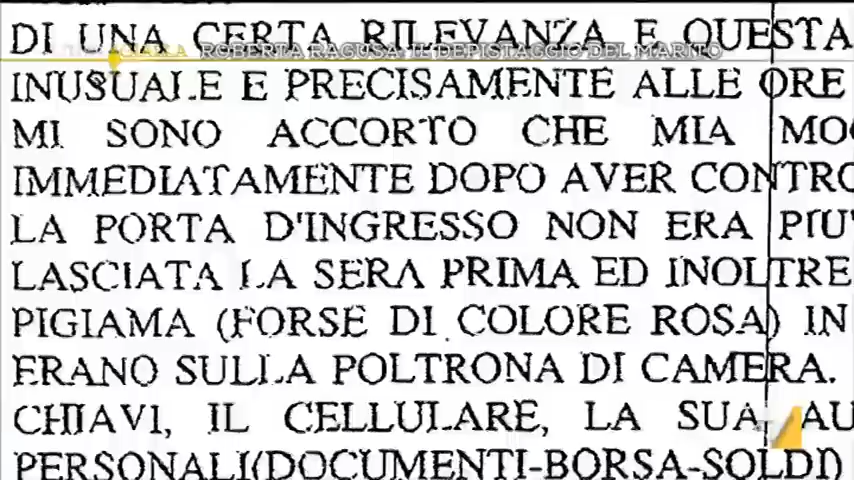 DI UNA CERTA RILEVANZA E QUESTA
ROBERTA RAGUSA: IL DEPISTAGGIO DEL MARITO
INUSUALE E PRECISAMENTE ALLE ORE
MI SONO ACCORTO CHE MIA MO
IMMEDIATAMENTE DOPO AVER CONTRO
LA PORTA D'INGRESSO NON ERA PIU'
LASCIATA LA SERA PRIMA ED INOLTRE
PIGIAMA (FORSE DI COLORE ROSA) IN
ERANO SULLA POLTRONA DI CAMERA.
CHIAVI, IL CELLULARE, LA SUA AU
PERSONALI(DOCUMENTI-BORSA-SOLDI)